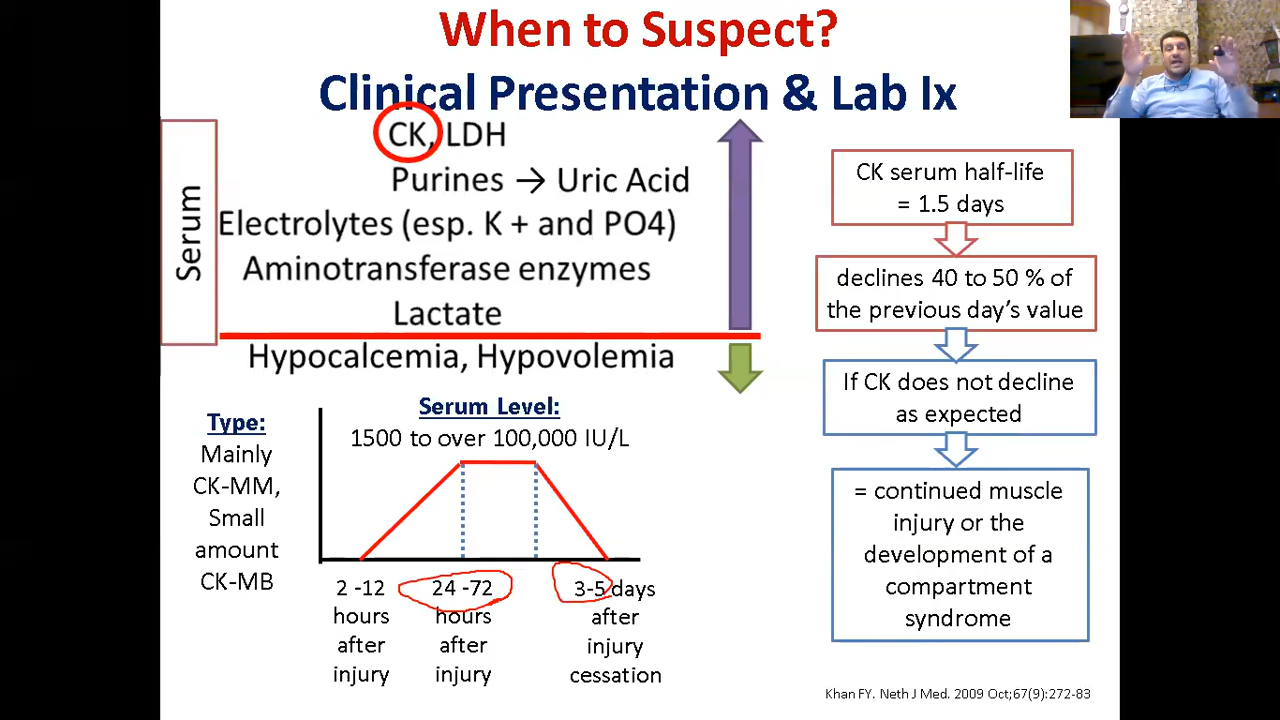 When to Suspect?
Clinical Presentation & Lab Ix
Serum
CK, LDH
Purines → Uric Acid
Electrolytes (esp. K + and PO4)
Aminotransferase enzymes
Lactate
Hypocalcemia, Hypovolemia
CK serum half-life
= 1.5 days
declines 40 to 50 % of
the previous day's value
If CK does not decline
as expected
= continued muscle
injury or the
development of a
compartment
syndrome
Type:
Mainly
CK-MM,
Small
amount
CK-MB
Serum Level:
1500 to over 100,000 IU/L
2 -12
hours
after
injury
24 -72
hours
after
injury
3-5 days
after
injury
cessation
Khan FY. Neth J Med. 2009 Oct;67(9):272-83